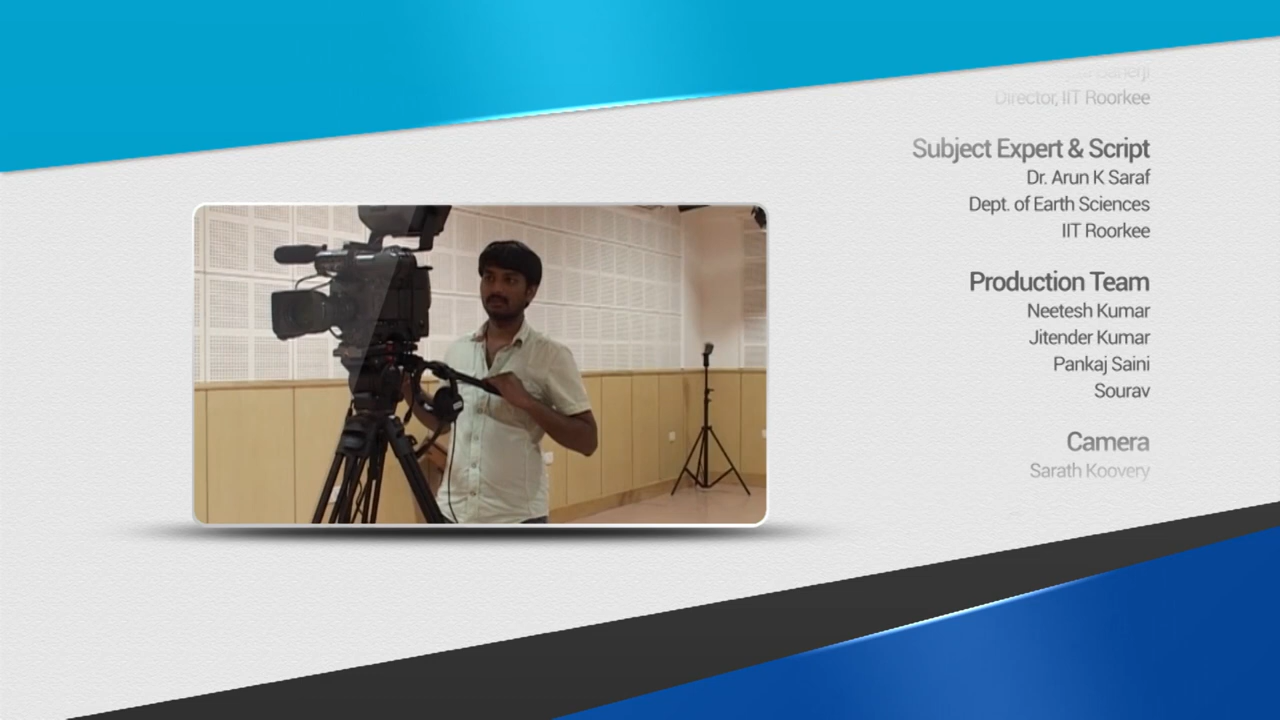 Director, IIT Roorkee
Subject Expert & Script
Dr. Arun K Saraf
Dept. of Earth Sciences
IIT Roorkee
Production Team
Neetesh Kumar
Jitender Kumar
Pankaj Saini
Sourav
Camera
Sarath Koovery